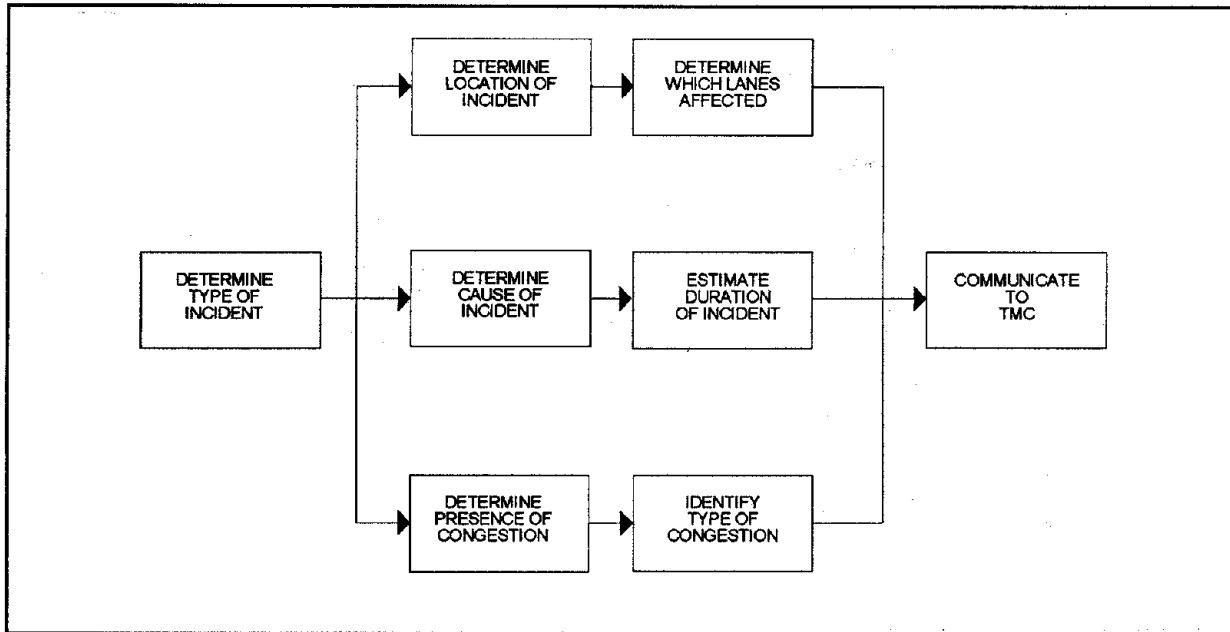 DETERMINE
LOCATION OF
INCIDENT
DETERMINE
WHICH LANES
AFFECTED
DETERMINE
TYPE OF
INCIDENT
DETERMINE
CAUSE OF
INCIDENT
ESTIMATE
DURATION
OF INCIDENT
COMMUNICATE
TO
TMC
DETERMINE
PRESENCE OF
CONGESTION
IDENTIFY
TYPE OF
CONGESTION